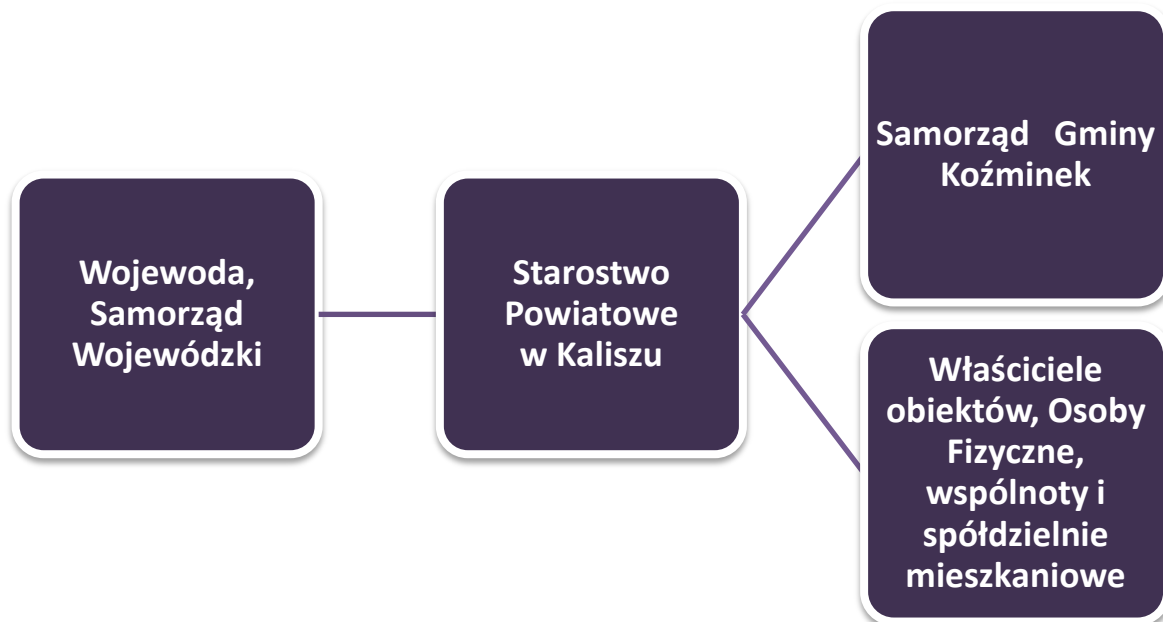 Wojewoda,
Samorząd
Wojewódzki
Starostwo
Powiatowe
w Kaliszu
Samorząd Gminy
Koźminek
Właściciele
obiektów, Osoby
Fizyczne,
wspólnoty i
spółdzielnie
mieszkaniowe